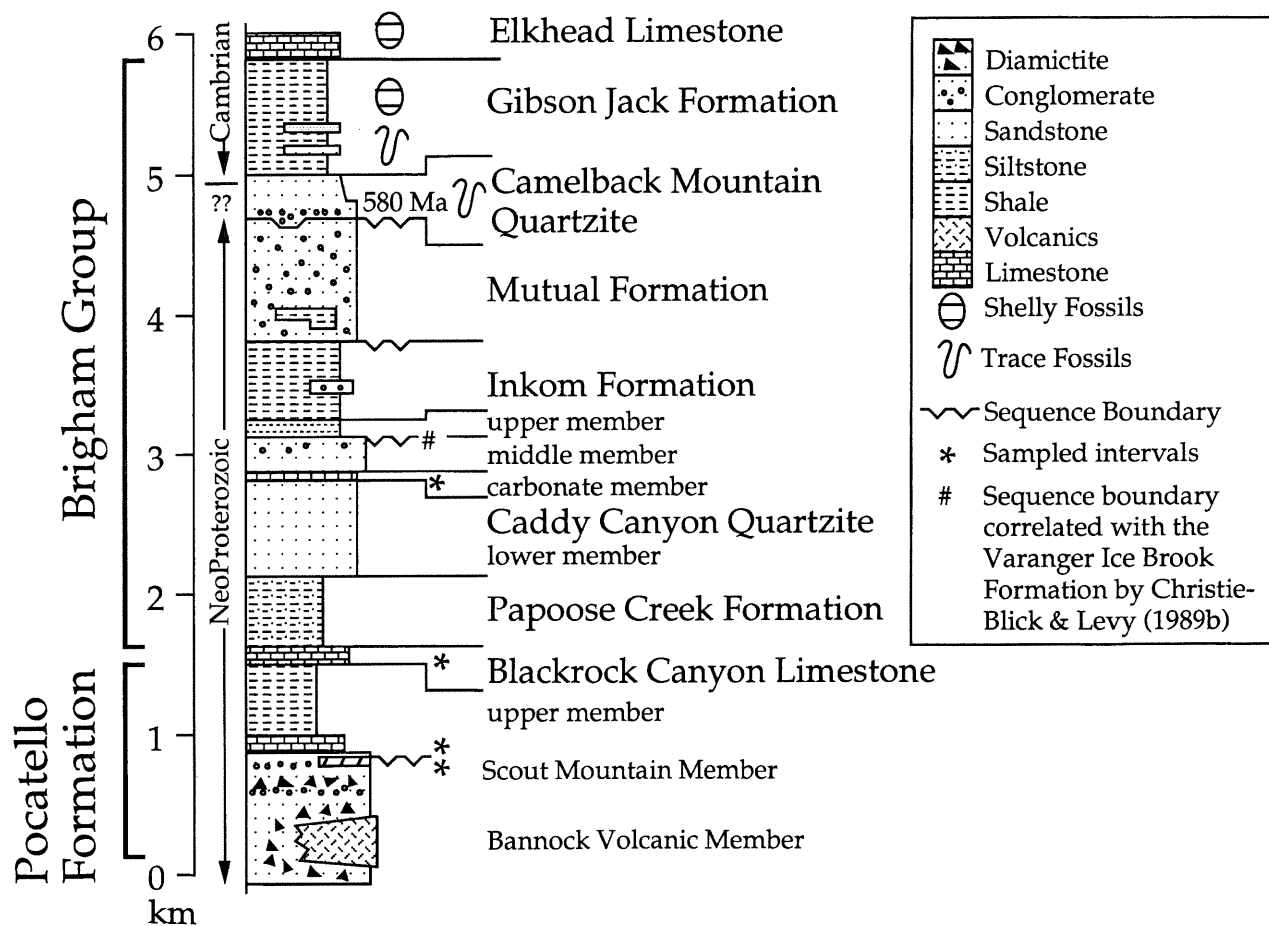 6
5
4
3
2
1
0
km
Brigham Group
Pocatello
Formation
Cambrian
??
NeoProterozoic
Elkhead Limestone
Gibson Jack Formation
Camelback Mountain
Quartzite
580 Ma
Mutual Formation
Inkom Formation
upper member
#
middle member
*
carbonate member
Caddy Canyon Quartzite
lower member
Papoose Creek Formation
*
Blackrock Canyon Limestone
upper member
*
*
Scout Mountain Member
Bannock Volcanic Member
Diamictite
Conglomerate
Sandstone
Siltstone
Shale
Volcanics
Limestone
Shelly Fossils
Trace Fossils
Sequence Boundary
* Sampled intervals
# Sequence boundary
correlated with the
Varanger Ice Brook
Formation by Christie-
Blick & Levy (1989b)